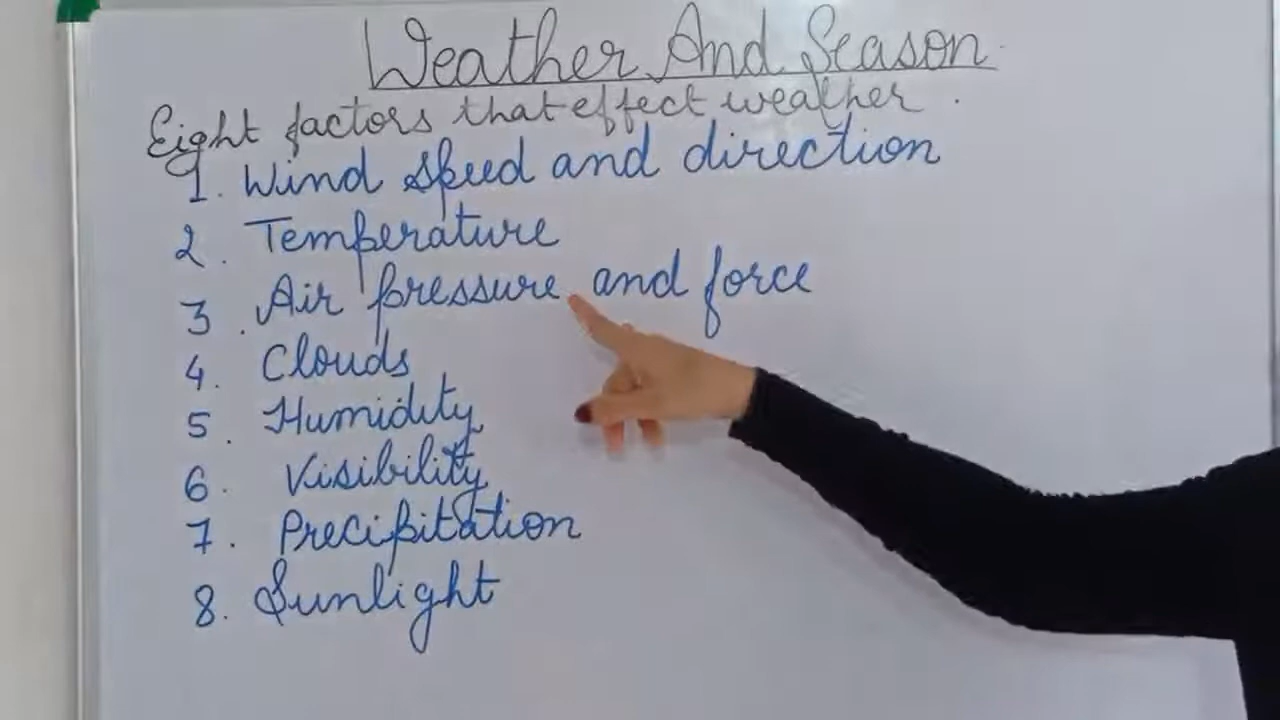 Weather And Season
Eight factors that effect weather.
1. Wind speed and direction
2. Temperature
3. Air pressure and force
4. Clouds
5. Humidity
6. Visibility
7. Precipitation
8. Sunlight